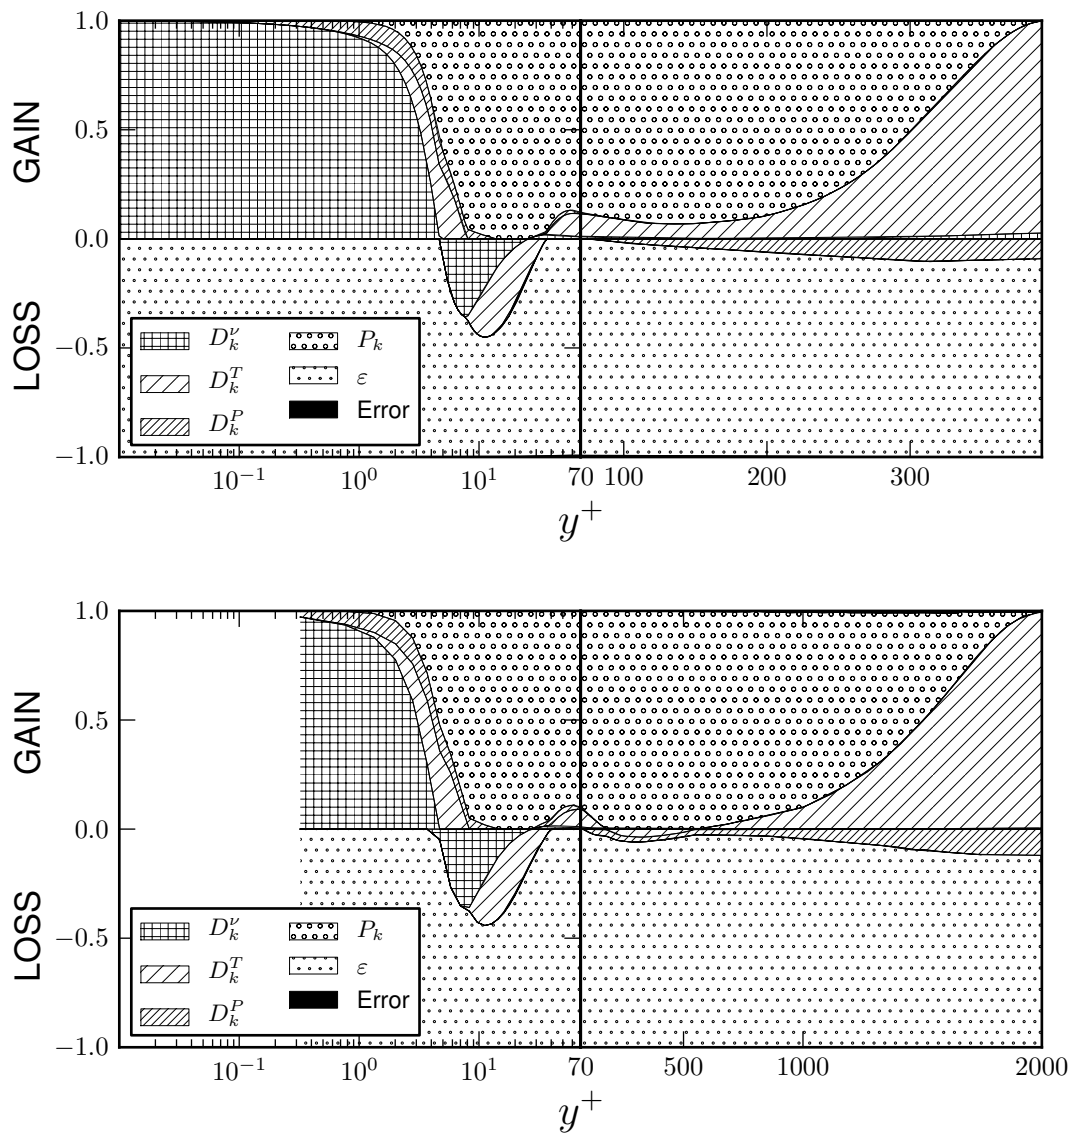 1.0
0.5
0.0
−0.5
−1.0
GAIN
LOSS
D_k^ν
D_k^T
D_k^P
P_k
ε
Error
10^−1 10^0 10^1 70 100 200 300
y^+
1.0
0.5
0.0
−0.5
−1.0
GAIN
LOSS
D_k^ν
D_k^T
D_k^P
P_k
ε
Error
10^−1 10^0 10^1 70 500 1000 2000
y^+